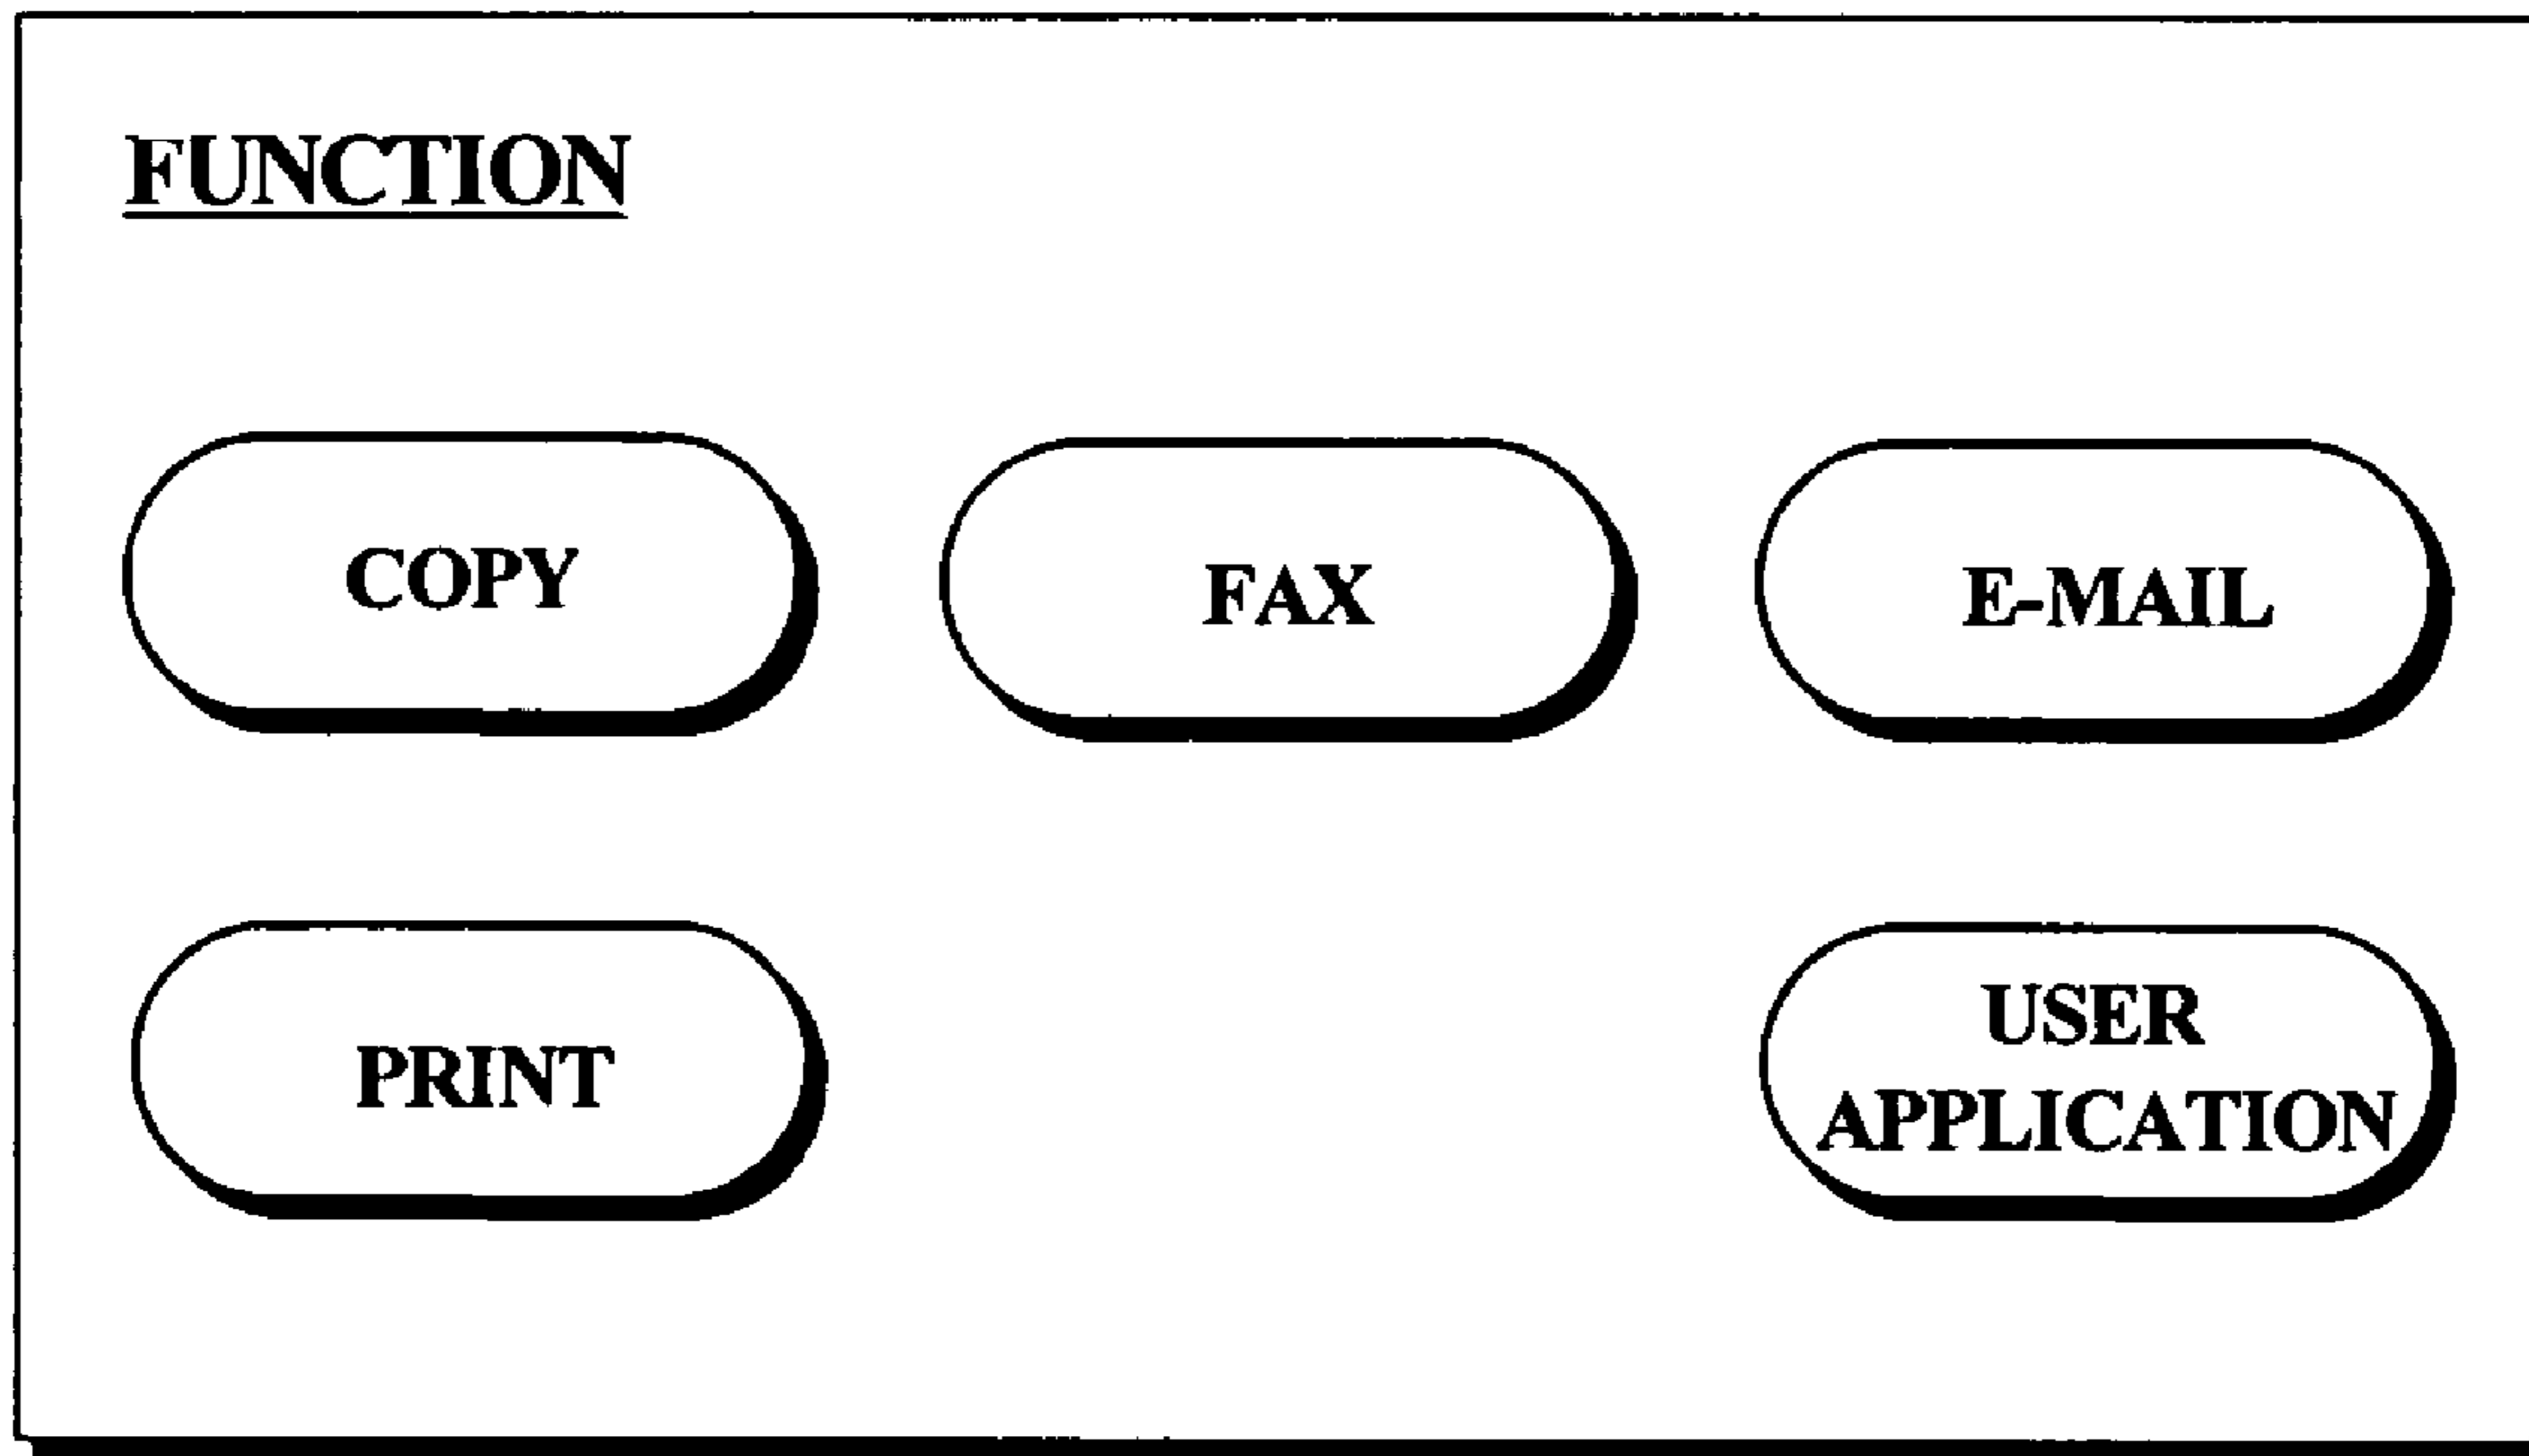 FUNCTION
COPY
FAX
E-MAIL
PRINT
USER
APPLICATION